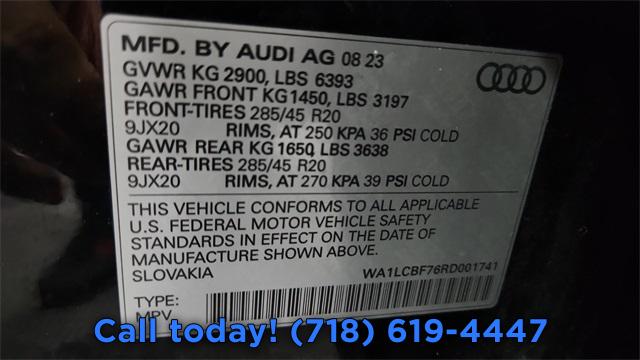 MFD. BY AUDI AG 08 23
GVWR KG 2900, LBS 6393
GAWR FRONT KG1450, LBS 3197
FRONT-TIRES 285/45 R20
9JX20 RIMS, AT 250 KPA 36 PSI COLD
GAWR REAR KG 1650, LBS 3638
REAR-TIRES 285/45 R20
9JX20 RIMS, AT 270 KPA 39 PSI COLD
THIS VEHICLE CONFORMS TO ALL APPLICABLE
U.S. FEDERAL MOTOR VEHICLE SAFETY
STANDARDS IN EFFECT ON THE DATE OF
MANUFACTURE SHOWN ABOVE.
SLOVAKIA WA1LCBF76RD001741
TYPE:
MPV
Call today! (718) 619-4447